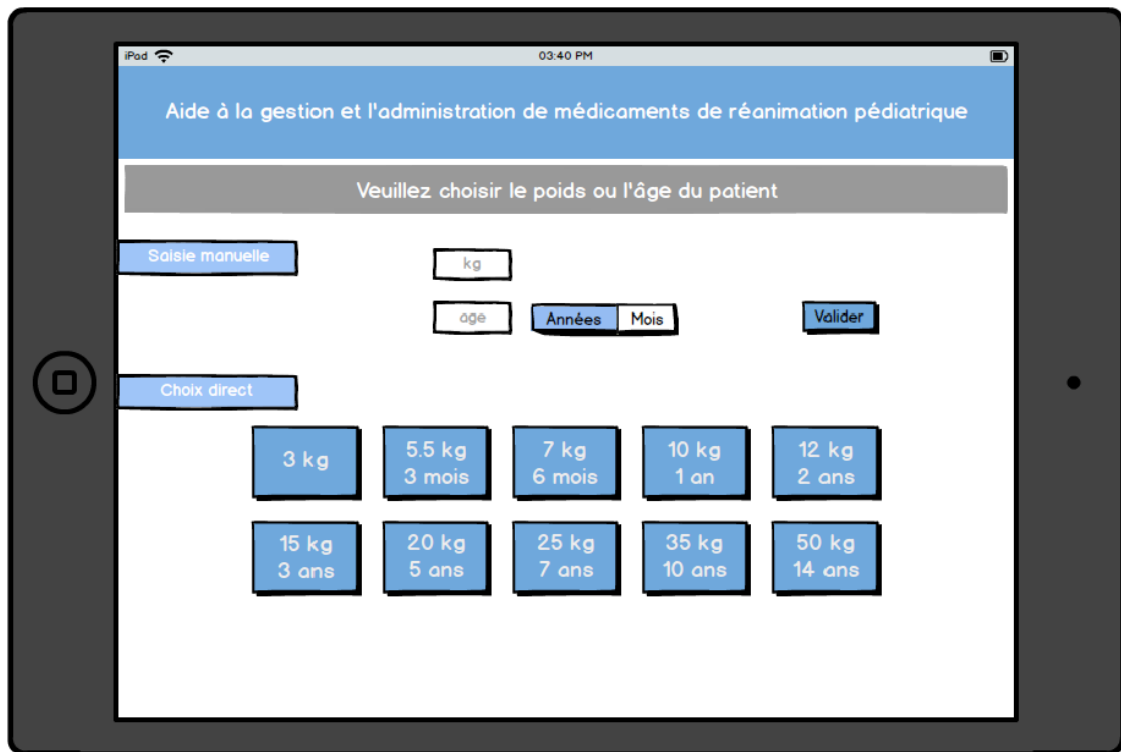 iPad
03:40 PM
Aide à la gestion et l'administration de médicaments de réanimation pédiatrique
Veuillez choisir le poids ou l'âge du patient
Saisie manuelle
kg
age
Années Mois
Valider
Choix direct
3 kg
5.5 kg
3 mois
7 kg
6 mois
10 kg
1 an
12 kg
2 ans
15 kg
3 ans
20 kg
5 ans
25 kg
7 ans
35 kg
10 ans
50 kg
14 ans